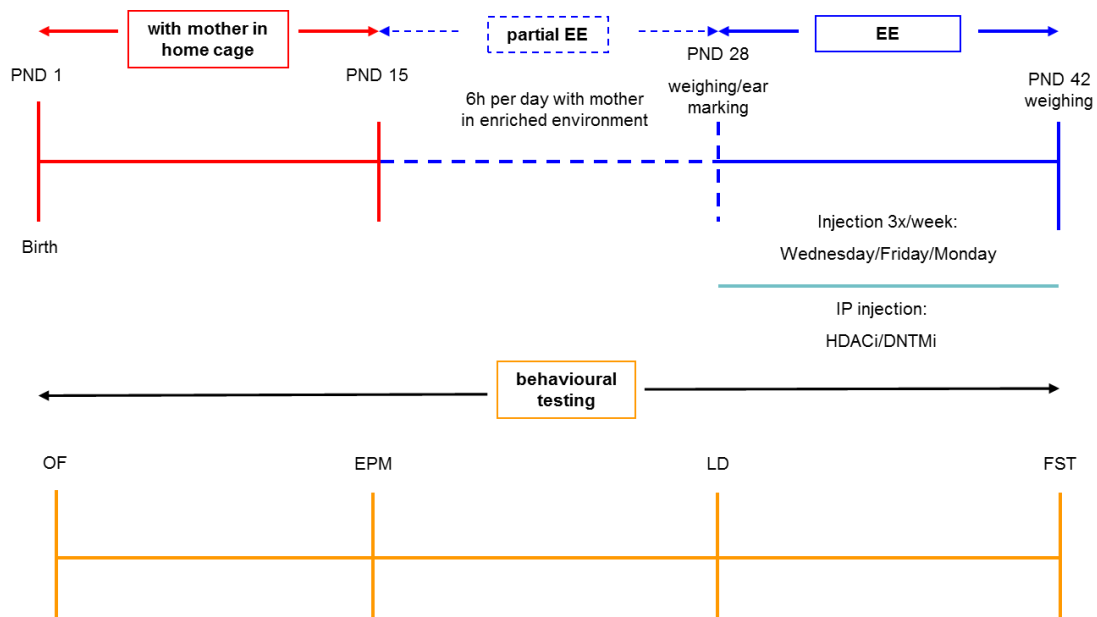 with mother in
home cage
partial EE
EE
PND 1
PND 15
PND 28
weighing/ear
marking
PND 42
weighing
6h per day with mother
in enriched environment
Birth
Injection 3x/week:
Wednesday/Friday/Monday
IP injection:
HDACi/DNTMi
behavioural
testing
OF
EPM
LD
FST